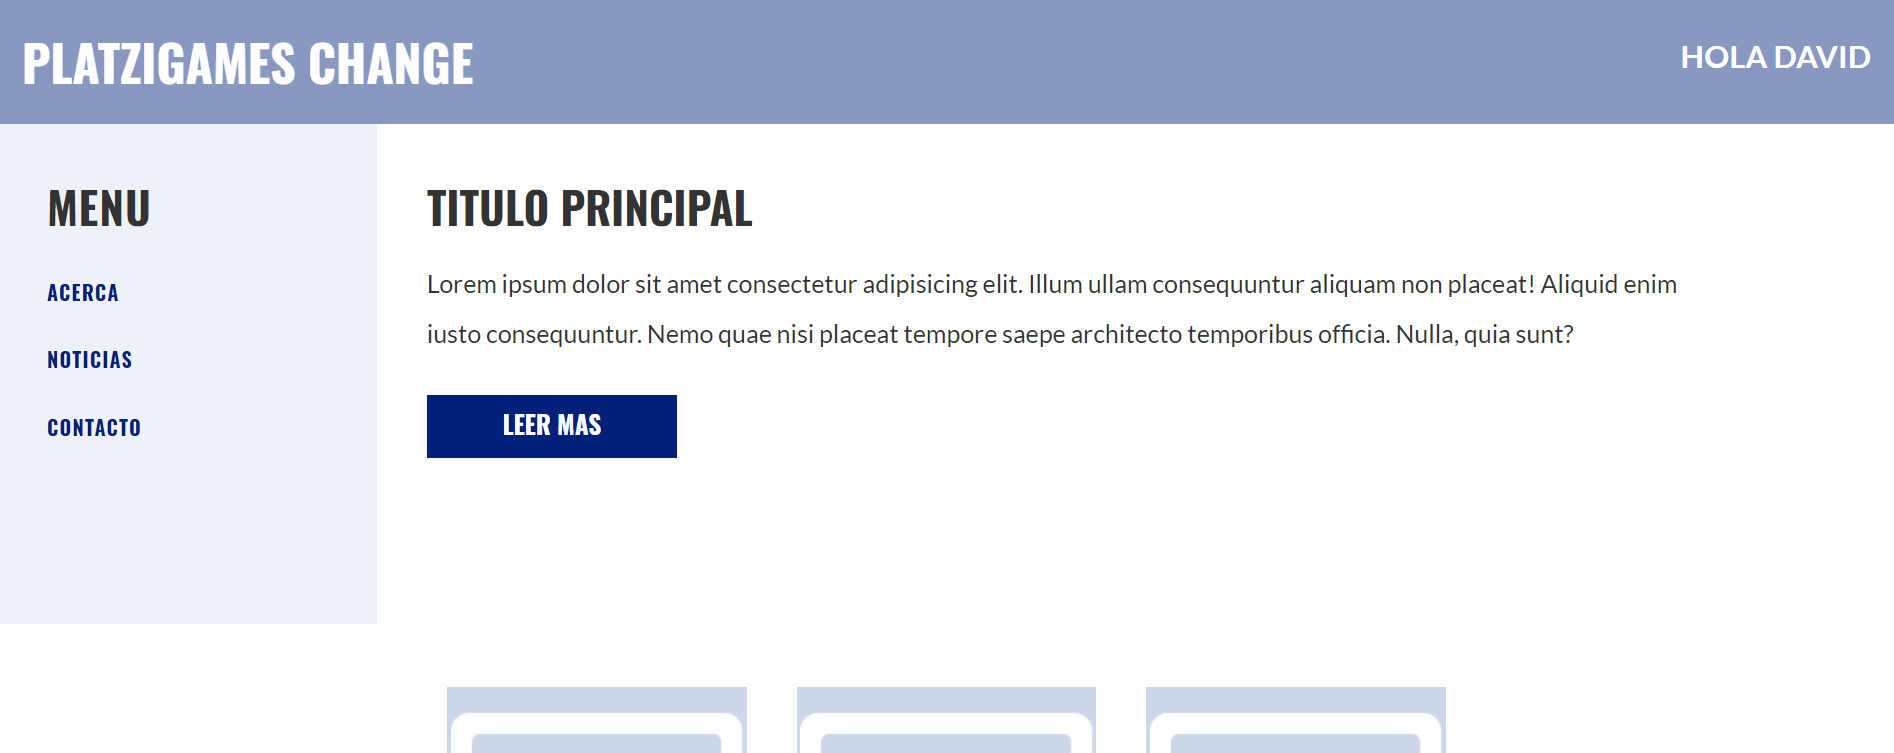 PLATZIGAMES CHANGE
HOLA DAVID
MENU
ACERCA
NOTICIAS
CONTACTO
TITULO PRINCIPAL
Lorem ipsum dolor sit amet consectetur adipisicing elit. Illum ullam consequuntur aliquam non placeat! Aliquid enim
iusto consequuntur. Nemo quae nisi placeat tempore saepe architecto temporibus officia. Nulla, quia sunt?
LEER MAS